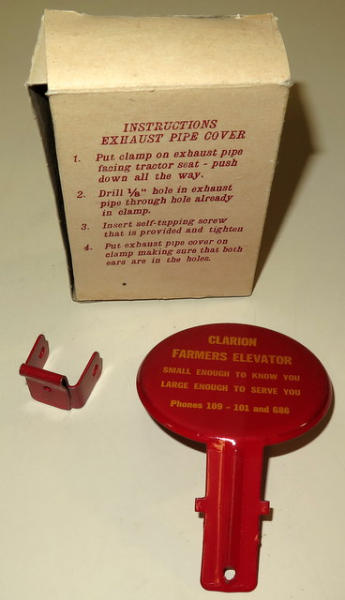 INSTRUCTIONS
EXHAUST PIPE COVER
1. Put clamp on exhaust pipe
facing tractor seat - push
down all the way.
2. Drill 1/8" hole in exhaust
pipe through hole already
in clamp.
3. Insert self-tapping screw
that is provided and tighten
4. Put exhaust pipe cover on
clamp making sure that both
ears are in the holes.
CLARION
FARMERS ELEVATOR
SMALL ENOUGH TO KNOW YOU
LARGE ENOUGH TO SERVE YOU
Phones 109 - 101 and 686